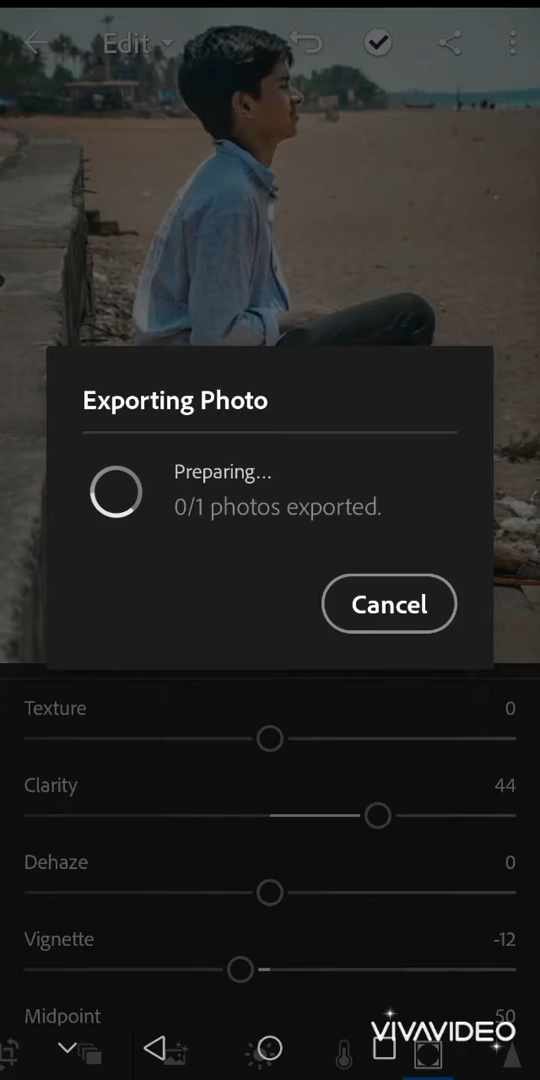 Edit
Exporting Photo
Preparing...
0/1 photos exported.
Cancel
Texture 0
Clarity 44
Dehaze 0
Vignette -12
Midpoint 50
VIVAVIDEO